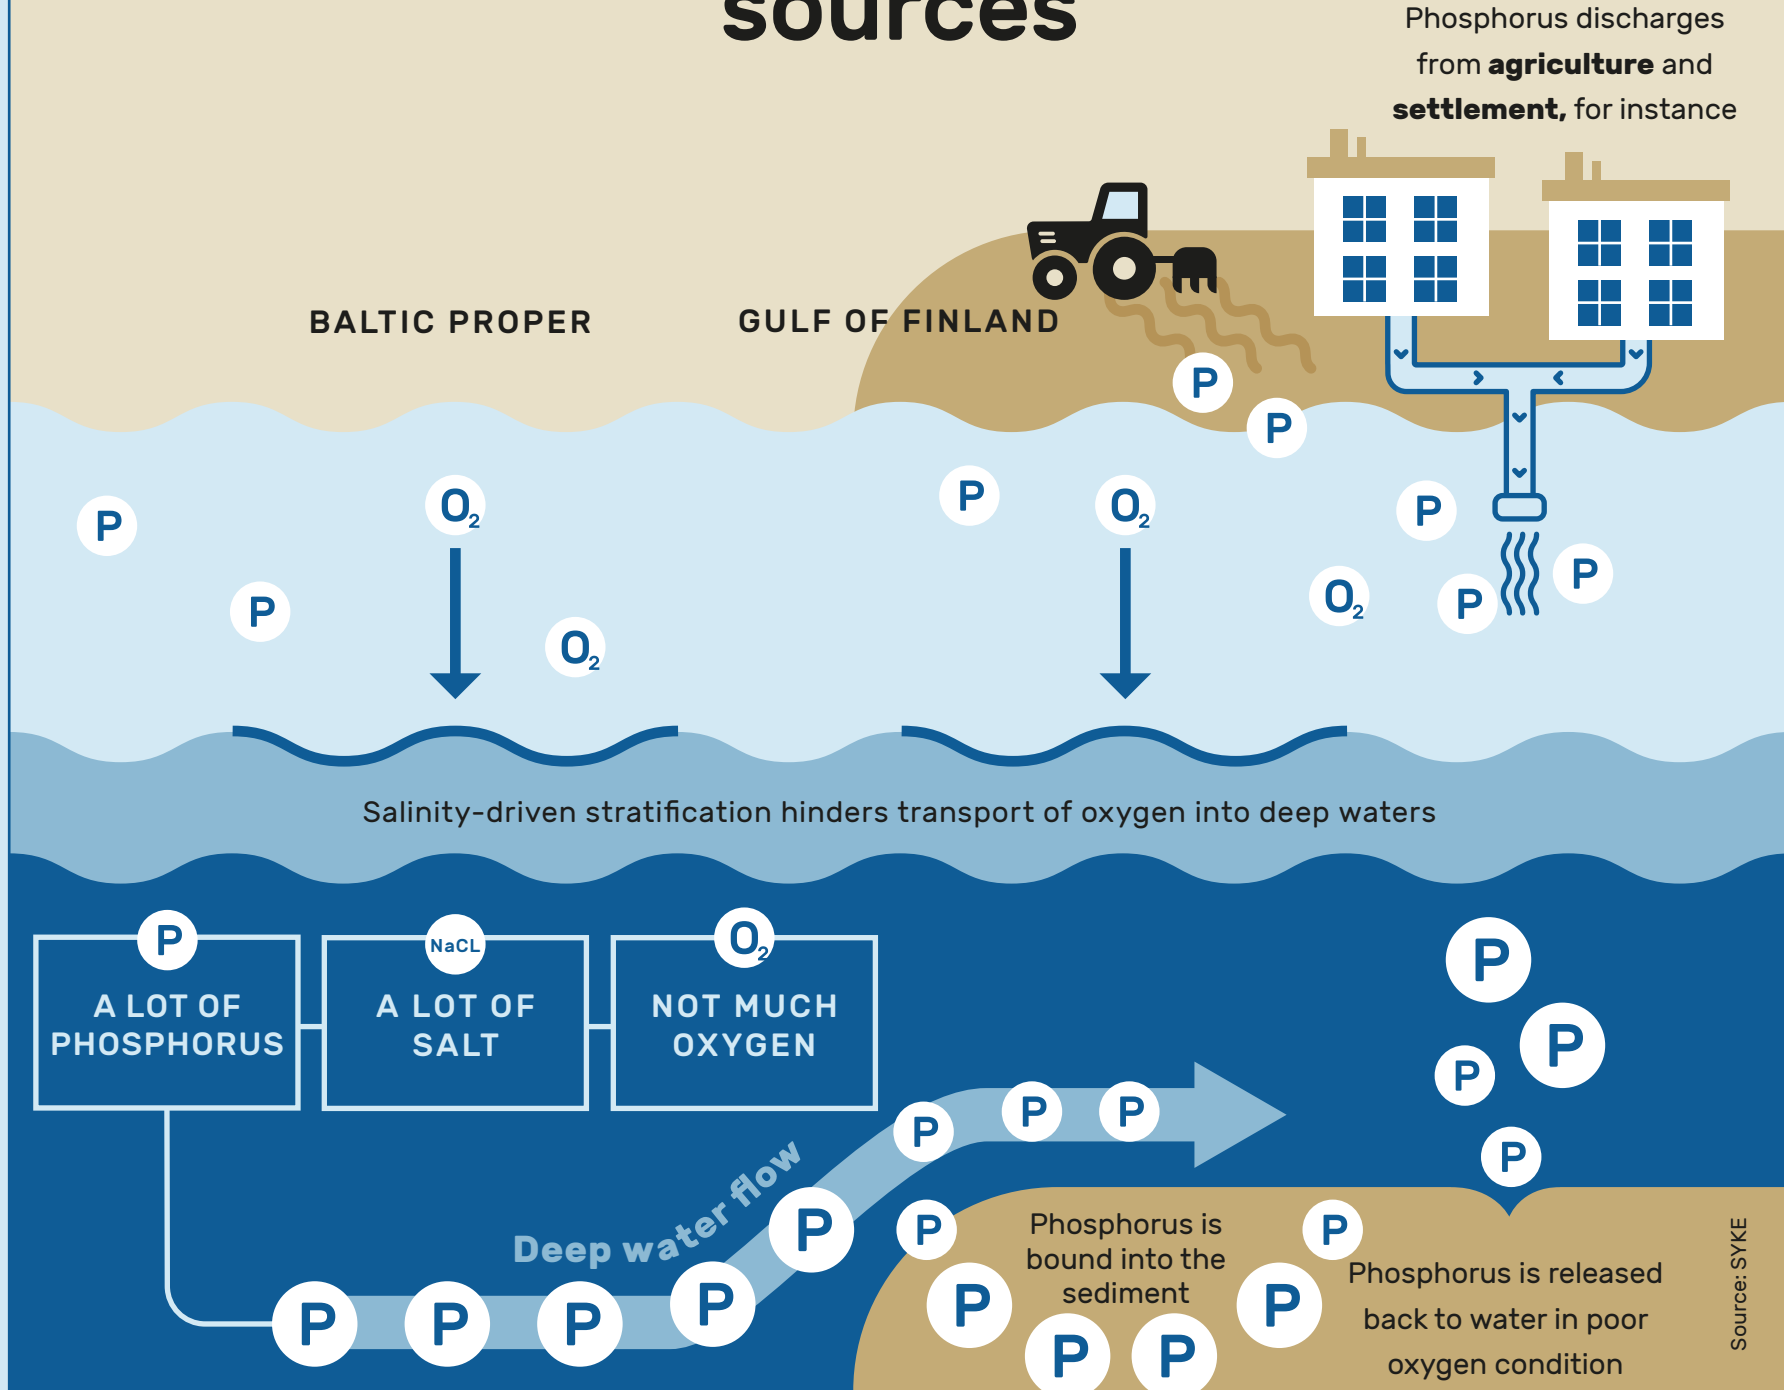 sources
Phosphorus discharges
from agriculture and
settlement, for instance
BALTIC PROPER
GULF OF FINLAND
P
P
P
O2
P
O2
P
P
P
O2
P
P
O2
Salinity-driven stratification hinders transport of oxygen into deep waters
P
A LOT OF
PHOSPHORUS
NaCL
A LOT OF
SALT
O2
NOT MUCH
OXYGEN
P
P
P
P
Deep water flow
P
P
P
P
P
P
P
P
P
Phosphorus is
bound into the
sediment
P
P
P
P
P
P
Phosphorus is released
back to water in poor
oxygen condition
Source: SYKE